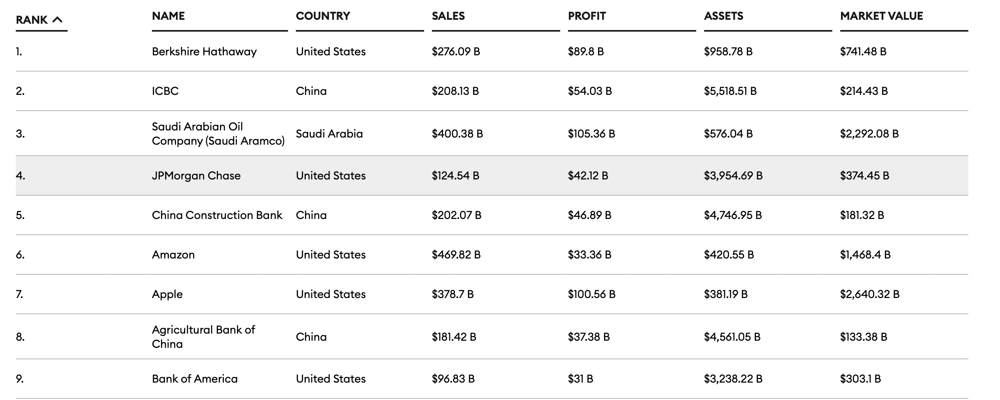 RANK NAME COUNTRY SALES PROFIT ASSETS MARKET VALUE
1. Berkshire Hathaway United States $276.09 B $89.8 B $958.78 B $741.48 B
2. ICBC China $208.13 B $54.03 B $5,518.51 B $214.43 B
3. Saudi Arabian Oil
Company (Saudi Aramco) Saudi Arabia $400.38 B $105.36 B $576.04 B $2,292.08 B
4. JPMorgan Chase United States $124.54 B $42.12 B $3,954.69 B $374.45 B
5. China Construction Bank China $202.07 B $46.89 B $4,746.95 B $181.32 B
6. Amazon United States $469.82 B $33.36 B $420.55 B $1,468.4 B
7. Apple United States $378.7 B $100.56 B $381.19 B $2,640.32 B
8. Agricultural Bank of
China China $181.42 B $37.38 B $4,561.05 B $133.38 B
9. Bank of America United States $96.83 B $31 B $3,238.22 B $303.1 B